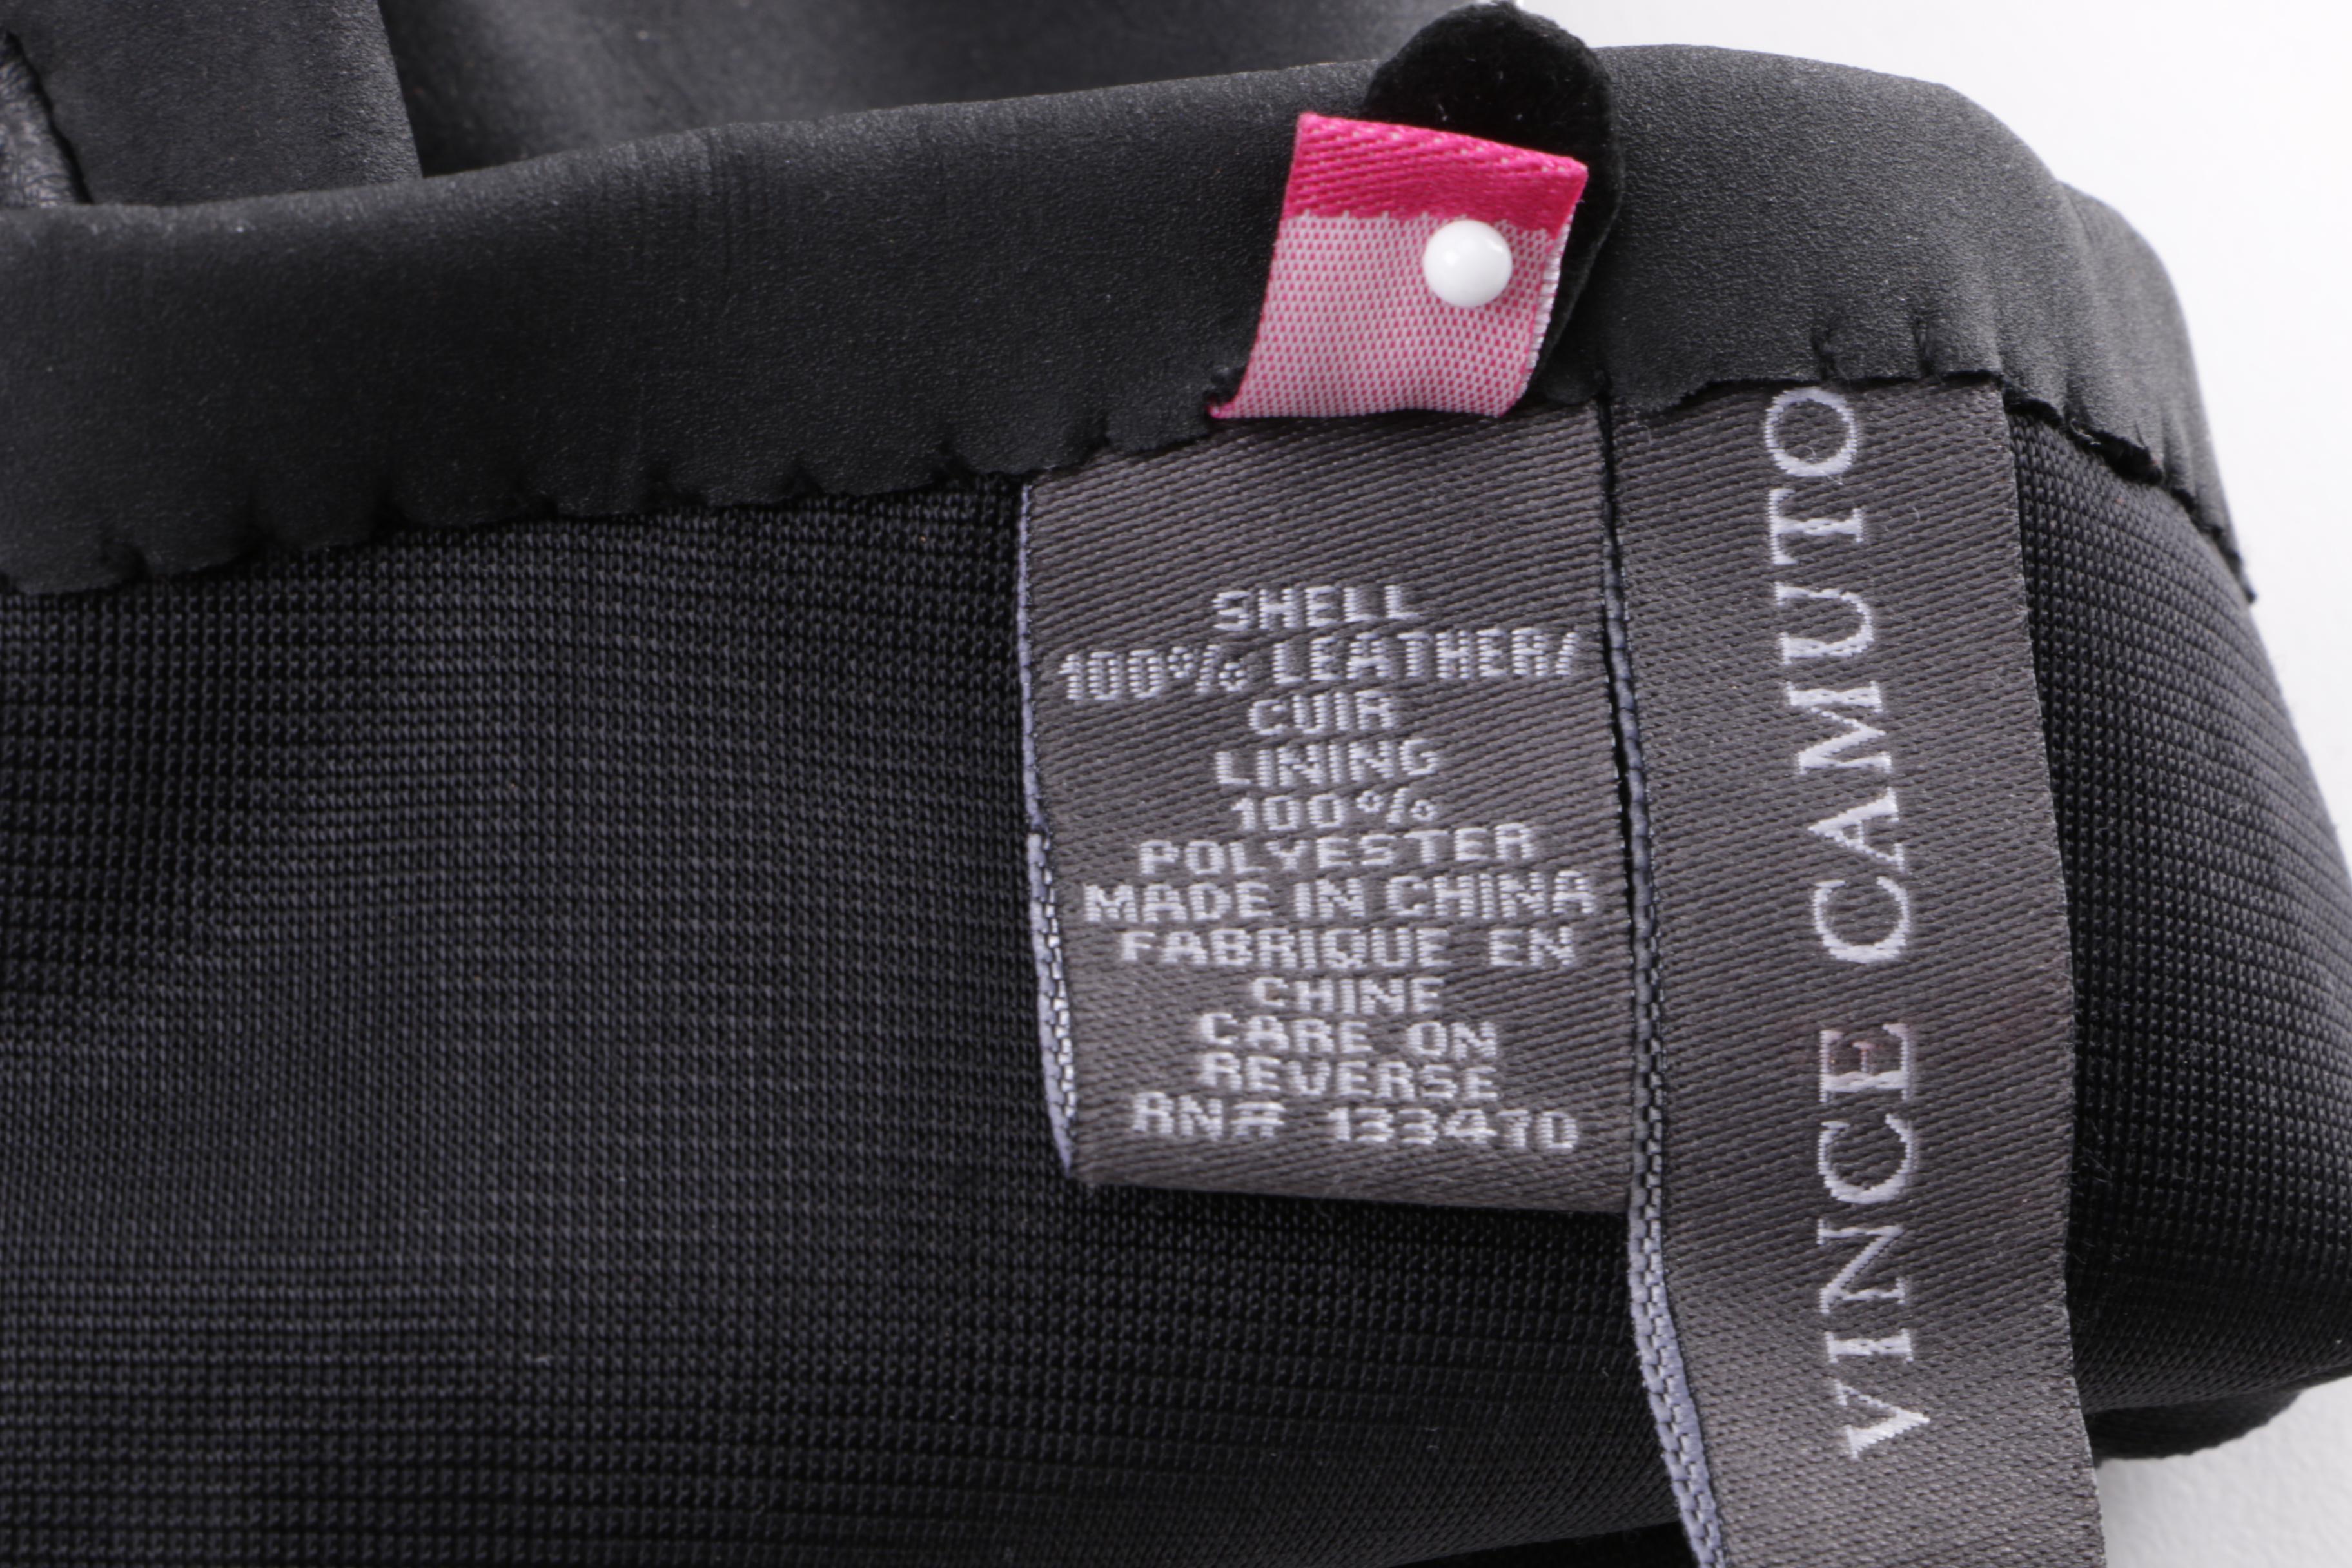 SHELL
100% LEATHER/
CUIR
LINING
100%
POLYESTER
MADE IN CHINA
FABRIQUE EN
CHINE
CARE ON
REVERSE
RN# 133470
VINCE CAMUTO